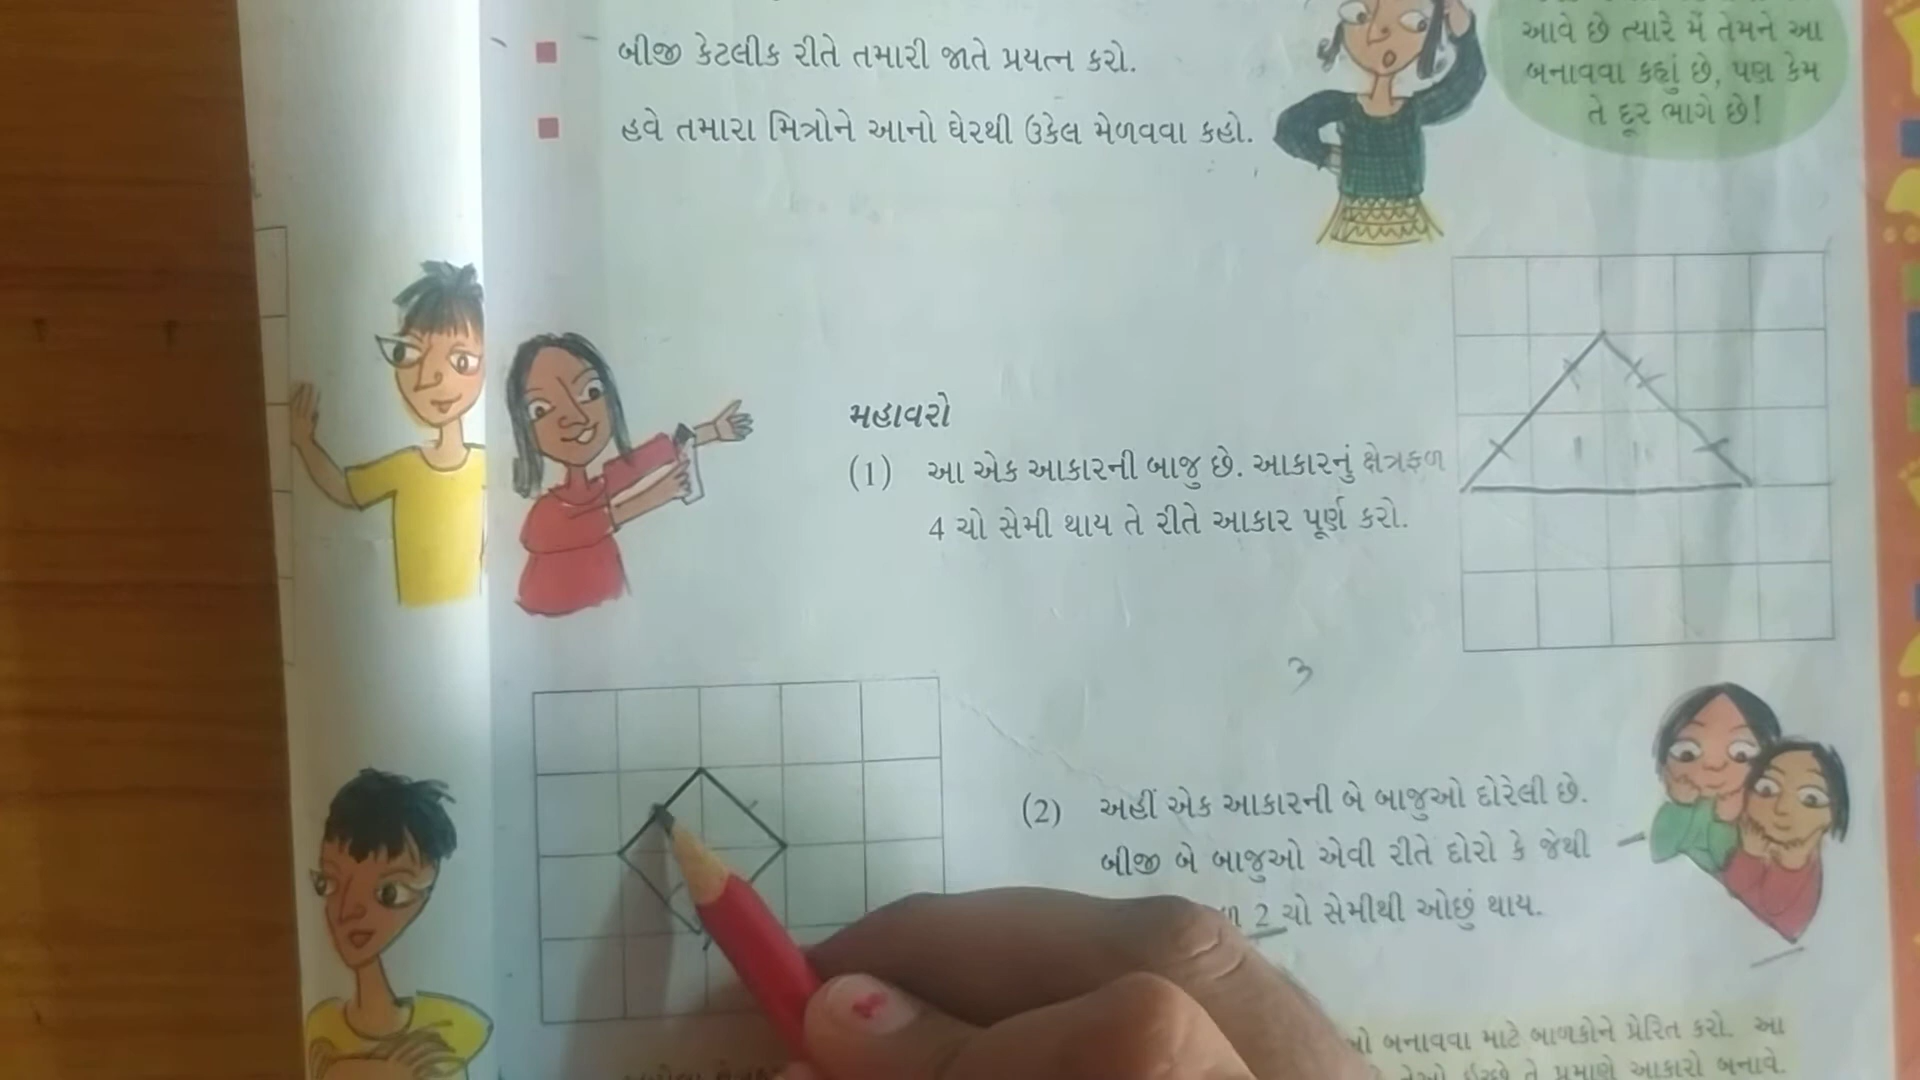 બીજી કેટલીક રીતે તમારી જાતે પ્રયત્ન કરો.
હવે તમારા મિત્રોને આનો ઘેરથી ઉકેલ મેળવવા કહો.
આવે છે ત્યારે મેં તેમને આ
બનાવવા કહ્યું છે, પણ કેમ
તે દૂર ભાગે છે!
મહાવરો
(1) આ એક આકારની બાજુ છે. આકારનું ક્ષેત્રફળ
4 ચો સેમી થાય તે રીતે આકાર પૂર્ણ કરો.
3
(2) અહીં એક આકારની બે બાજુઓ દોરેલી છે.
બીજી બે બાજુઓ એવી રીતે દોરો કે જેથી
2 ચો સેમીથી ઓછું થાય.
બનાવવા માટે બાળકોને પ્રેરિત કરો. આ
તે પ્રમાણે આકારો બનાવે.